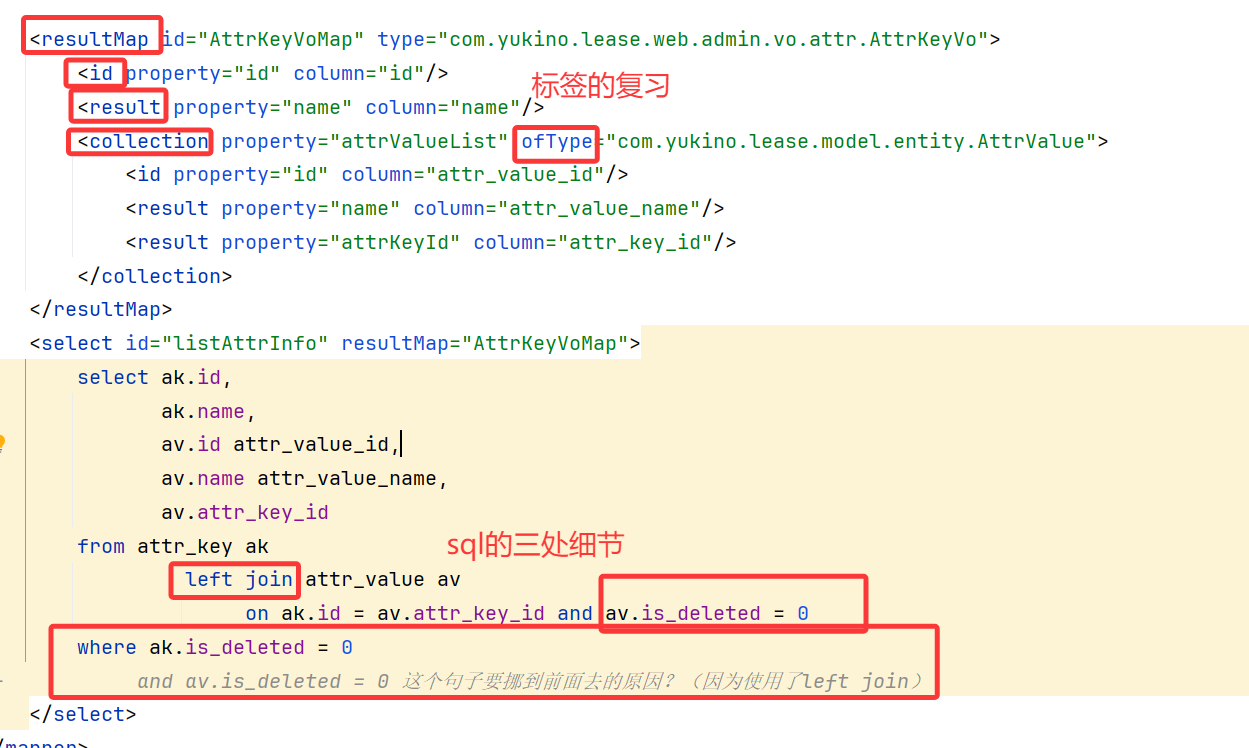 <resultMap id="AttrKeyVoMap" type="com.yukino.lease.web.admin.vo.attr.AttrKeyVo">
<id property="id" column="id"/>
标签的复习
<result property="name" column="name"/>
<collection property="attrValueList" ofType="com.yukino.lease.model.entity.AttrValue">
<id property="id" column="attr_value_id"/>
<result property="name" column="attr_value_name"/>
<result property="attrKeyId" column="attr_key_id"/>
</collection>
</resultMap>
<select id="listAttrInfo" resultMap="AttrKeyVoMap">
select ak.id,
ak.name,
av.id attr_value_id,
av.name attr_value_name,
av.attr_key_id
from attr_key ak
sql的三处细节
left join attr_value av
on ak.id = av.attr_key_id and av.is_deleted = 0
where ak.is_deleted = 0
and av.is_deleted = 0 这个句子要挪到前面去的原因？（因为使用了left join）
</select>
</mapper>